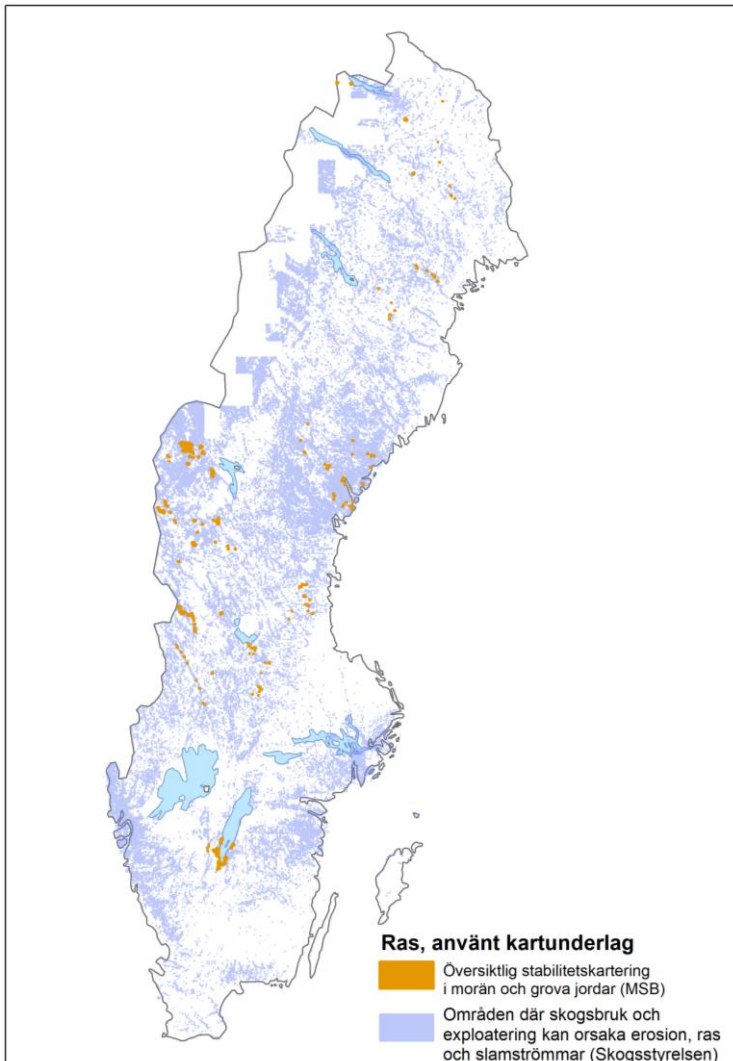 Ras, använt kartunderlag
Översiktlig stabilitetskartering
i morän och grova jordar (MSB)
Områden där skogsbruk och
exploatering kan orsaka erosion, ras
och slamströmmar (Skogsstyrelsen)